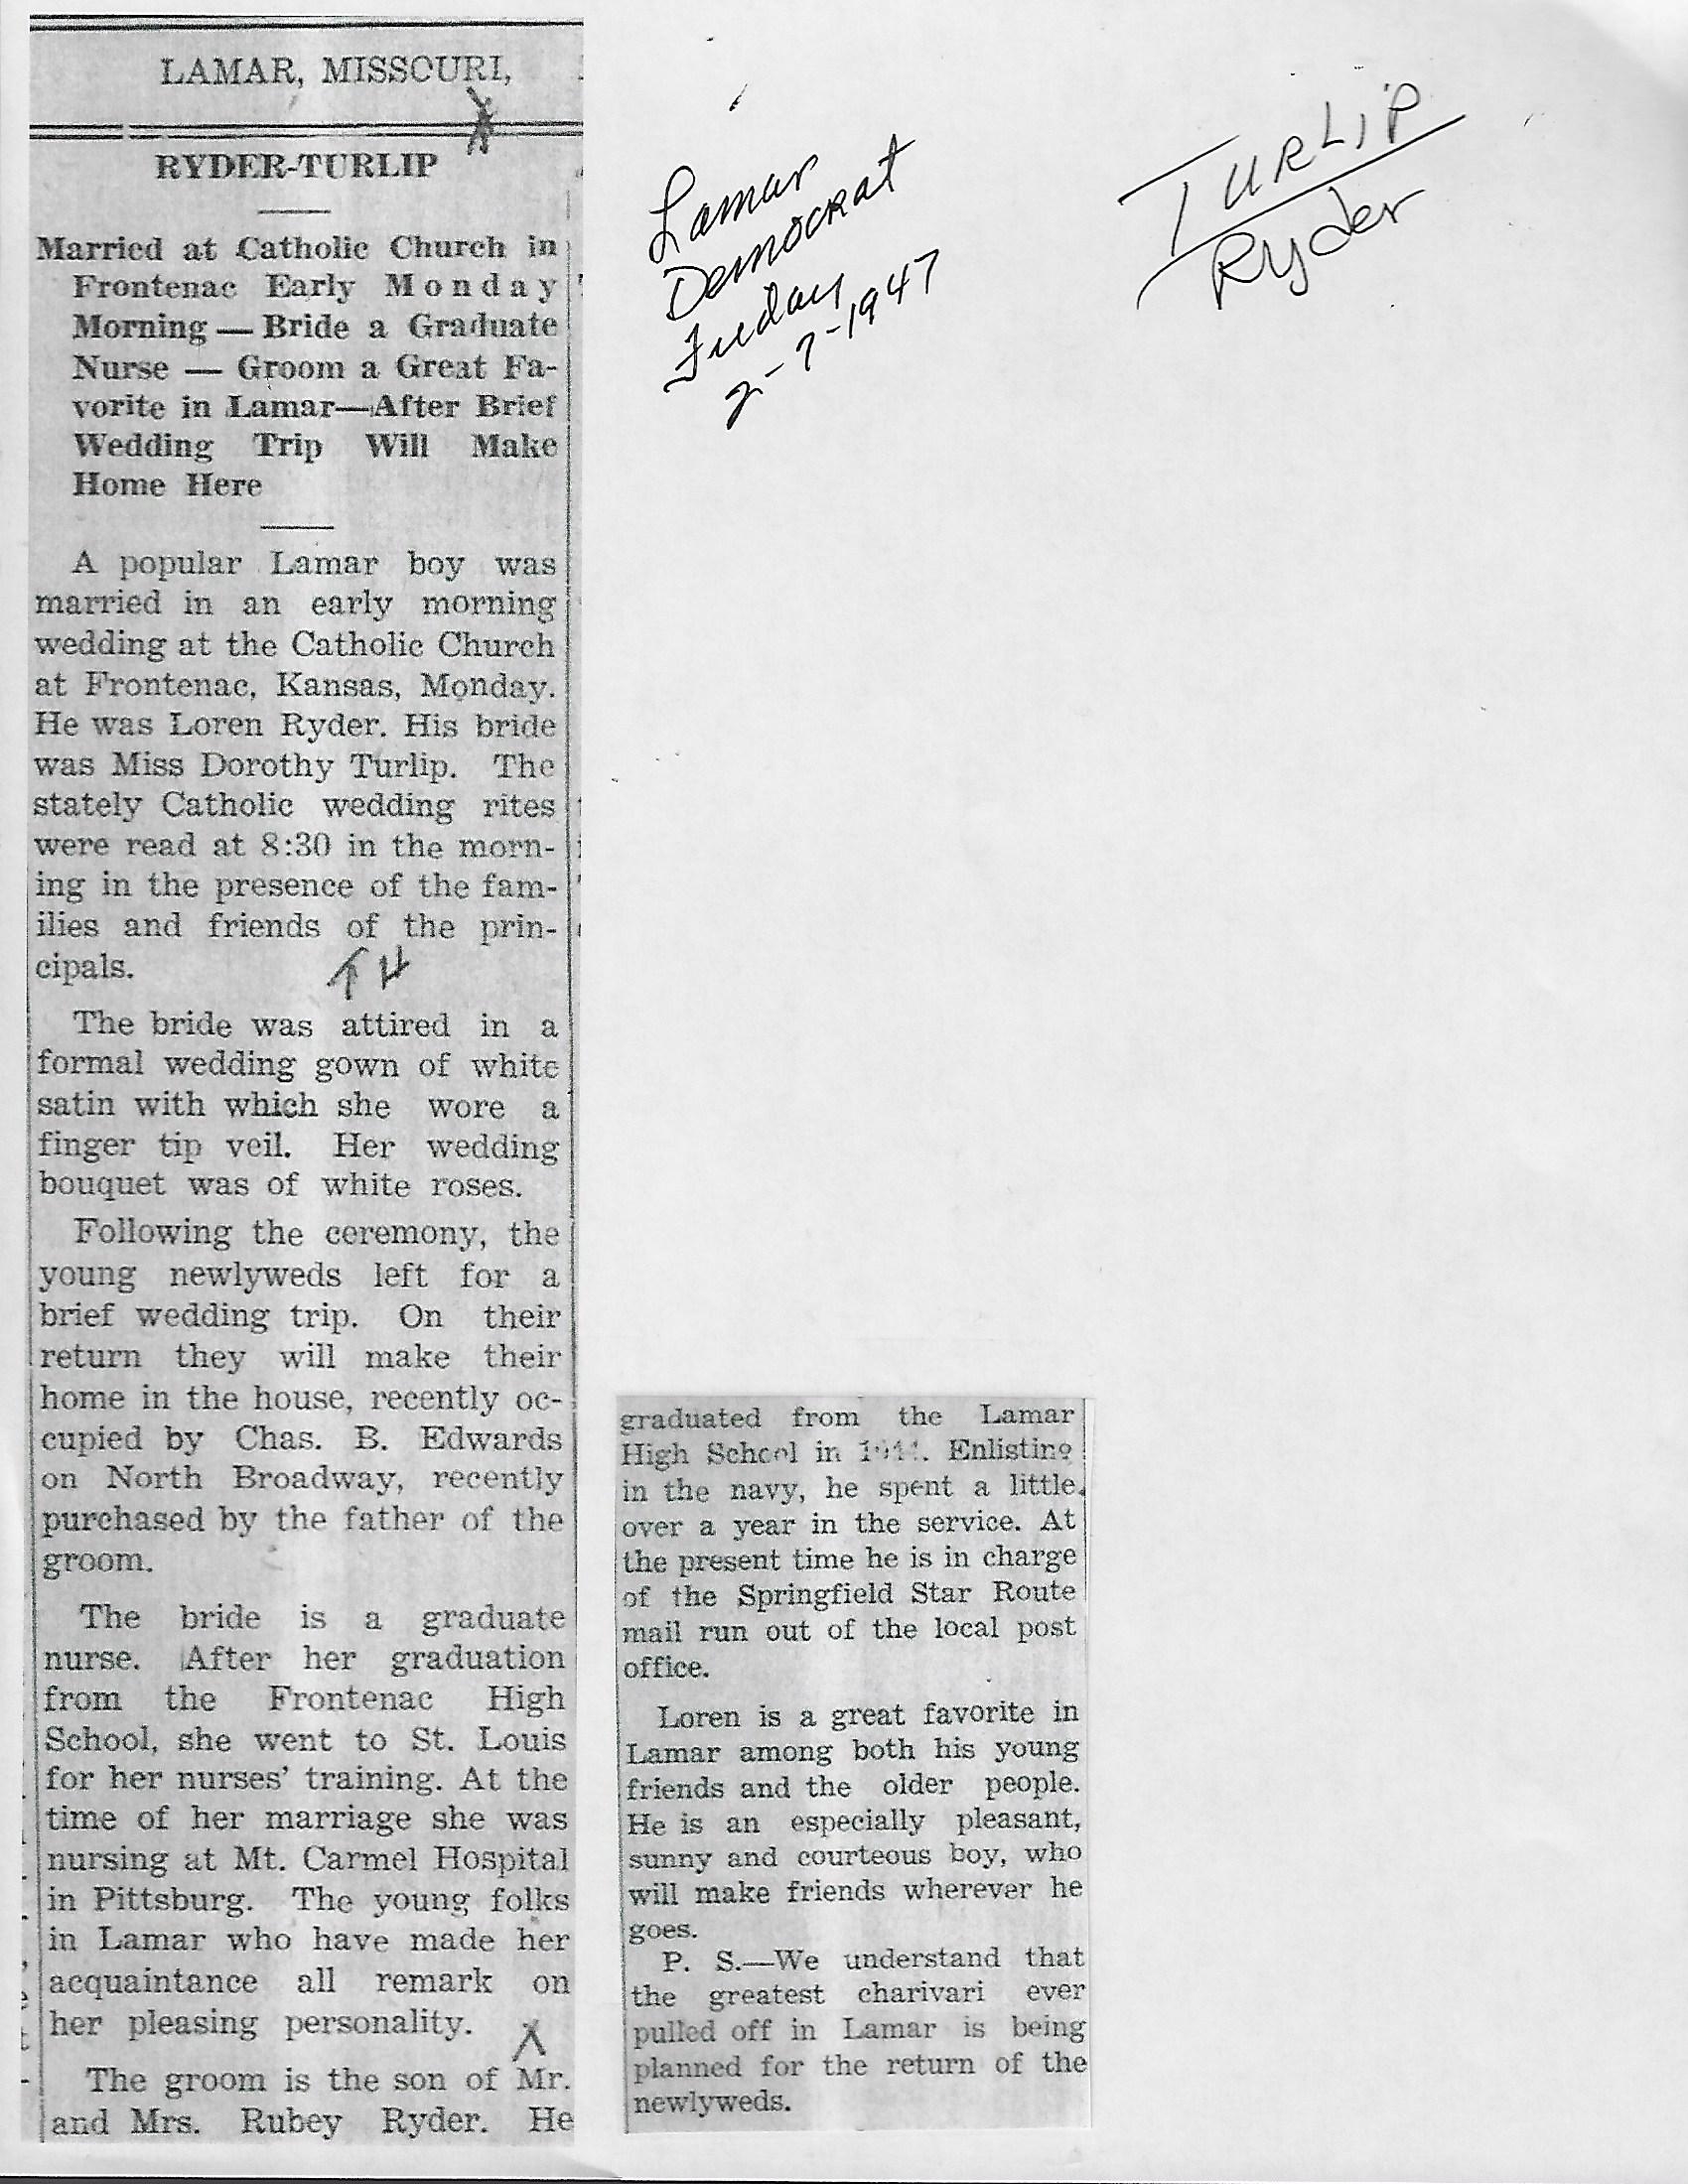 LAMAR, MISSOURI,
RYDER-TURLIP
Married at Catholic Church in
Frontenac Early Monday
Morning — Bride a Graduate
Nurse — Groom a Great Fa-
vorite in Lamar—After Brief
Wedding Trip Will Make
Home Here
A popular Lamar boy was
married in an early morning
wedding at the Catholic Church
at Frontenac, Kansas, Monday.
He was Loren Ryder. His bride
was Miss Dorothy Turlip. The
stately Catholic wedding rites
were read at 8:30 in the morn-
ing in the presence of the fam-
ilies and friends of the prin-
cipals.
The bride was attired in a
formal wedding gown of white
satin with which she wore a
finger tip veil. Her wedding
bouquet was of white roses.
Following the ceremony, the
young newlyweds left for a
brief wedding trip. On their
return they will make their
home in the house, recently oc-
cupied by Chas. B. Edwards
on North Broadway, recently
purchased by the father of the
groom.
The bride is a graduate
nurse. After her graduation
from the Frontenac High
School, she went to St. Louis
for her nurses' training. At the
time of her marriage she was
nursing at Mt. Carmel Hospital
in Pittsburg. The young folks
in Lamar who have made her
acquaintance all remark on
her pleasing personality.
The groom is the son of Mr.
and Mrs. Rubey Ryder. He
graduated from the Lamar
High School in Enlisting
in the navy, he spent a little
over a year in the service. At
the present time he is in charge
of the Springfield Star Route
mail run out of the local post
office.
Loren is a great favorite in
Lamar among both his young
friends and the older people.
He is an especially pleasant,
sunny and courteous boy, who
will make friends wherever he
goes.
P. S.—We understand that
the greatest charivari ever
pulled off in Lamar is being
planned for the return of the
newlyweds.
Lamar
Democrat
Friday
2-7-1947
TURLIP
Ryder